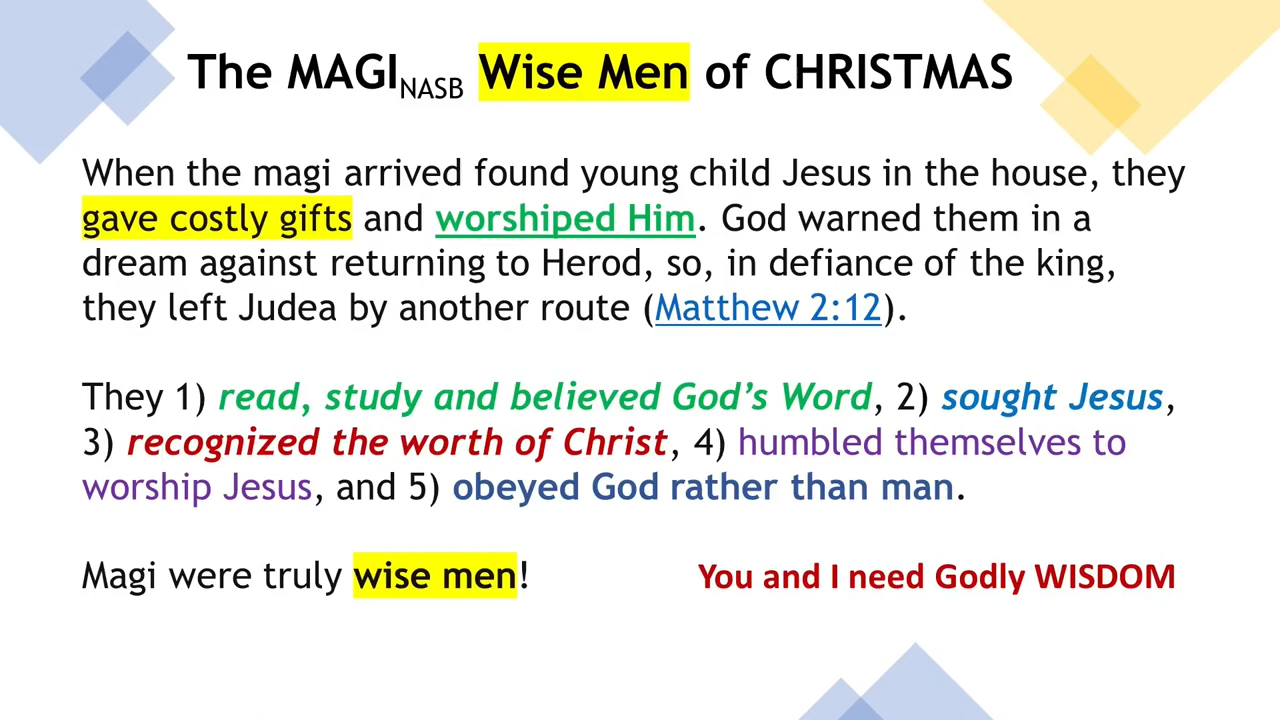 The MAGI NASB Wise Men of CHRISTMAS
When the magi arrived found young child Jesus in the house, they
gave costly gifts and worshiped Him. God warned them in a
dream against returning to Herod, so, in defiance of the king,
they left Judea by another route (Matthew 2:12).
They 1) read, study and believed God’s Word, 2) sought Jesus,
3) recognized the worth of Christ, 4) humbled themselves to
worship Jesus, and 5) obeyed God rather than man.
Magi were truly wise men! You and I need Godly WISDOM